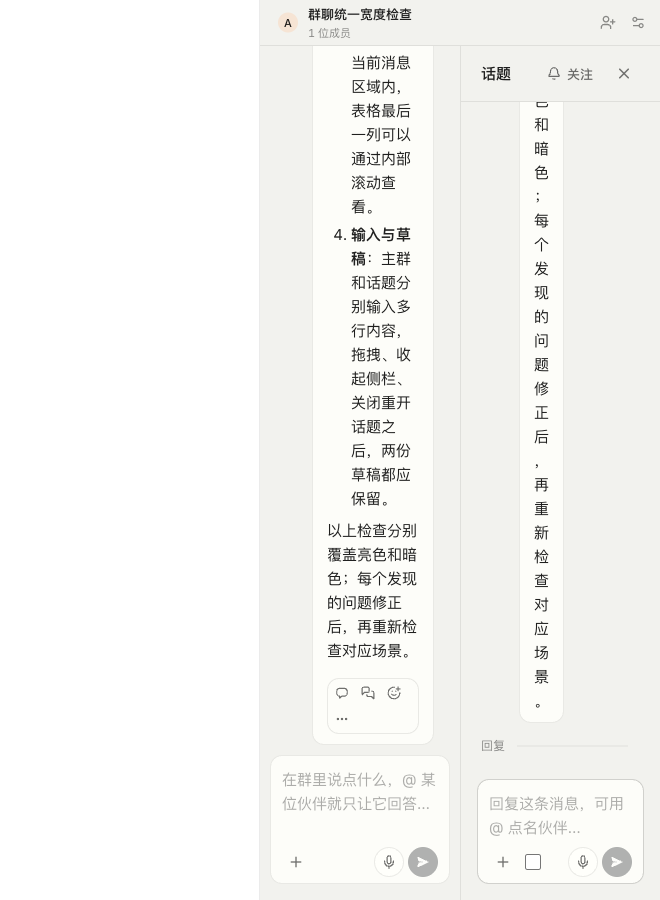 A
群聊统一宽度检查
1 位成员
当前消息
区域内，
表格最后
一列可以
通过内部
滚动查
看。
4. 输入与草
稿：主群
和话题分
别输入多
行内容，
拖拽、收
起侧栏、
关闭重开
话题之
后，两份
草稿都应
保留。
以上检查分别
覆盖亮色和暗
色；每个发现
的问题修正
后，再重新检
查对应场景。
在群里说点什么，@ 某
位伙伴就只让它回答...
话题
关注
色
和
暗
色
；
每
个
发
现
的
问
题
修
正
后
，
再
重
新
检
查
对
应
场
景
。
回复
回复这条消息，可用
@ 点名伙伴...